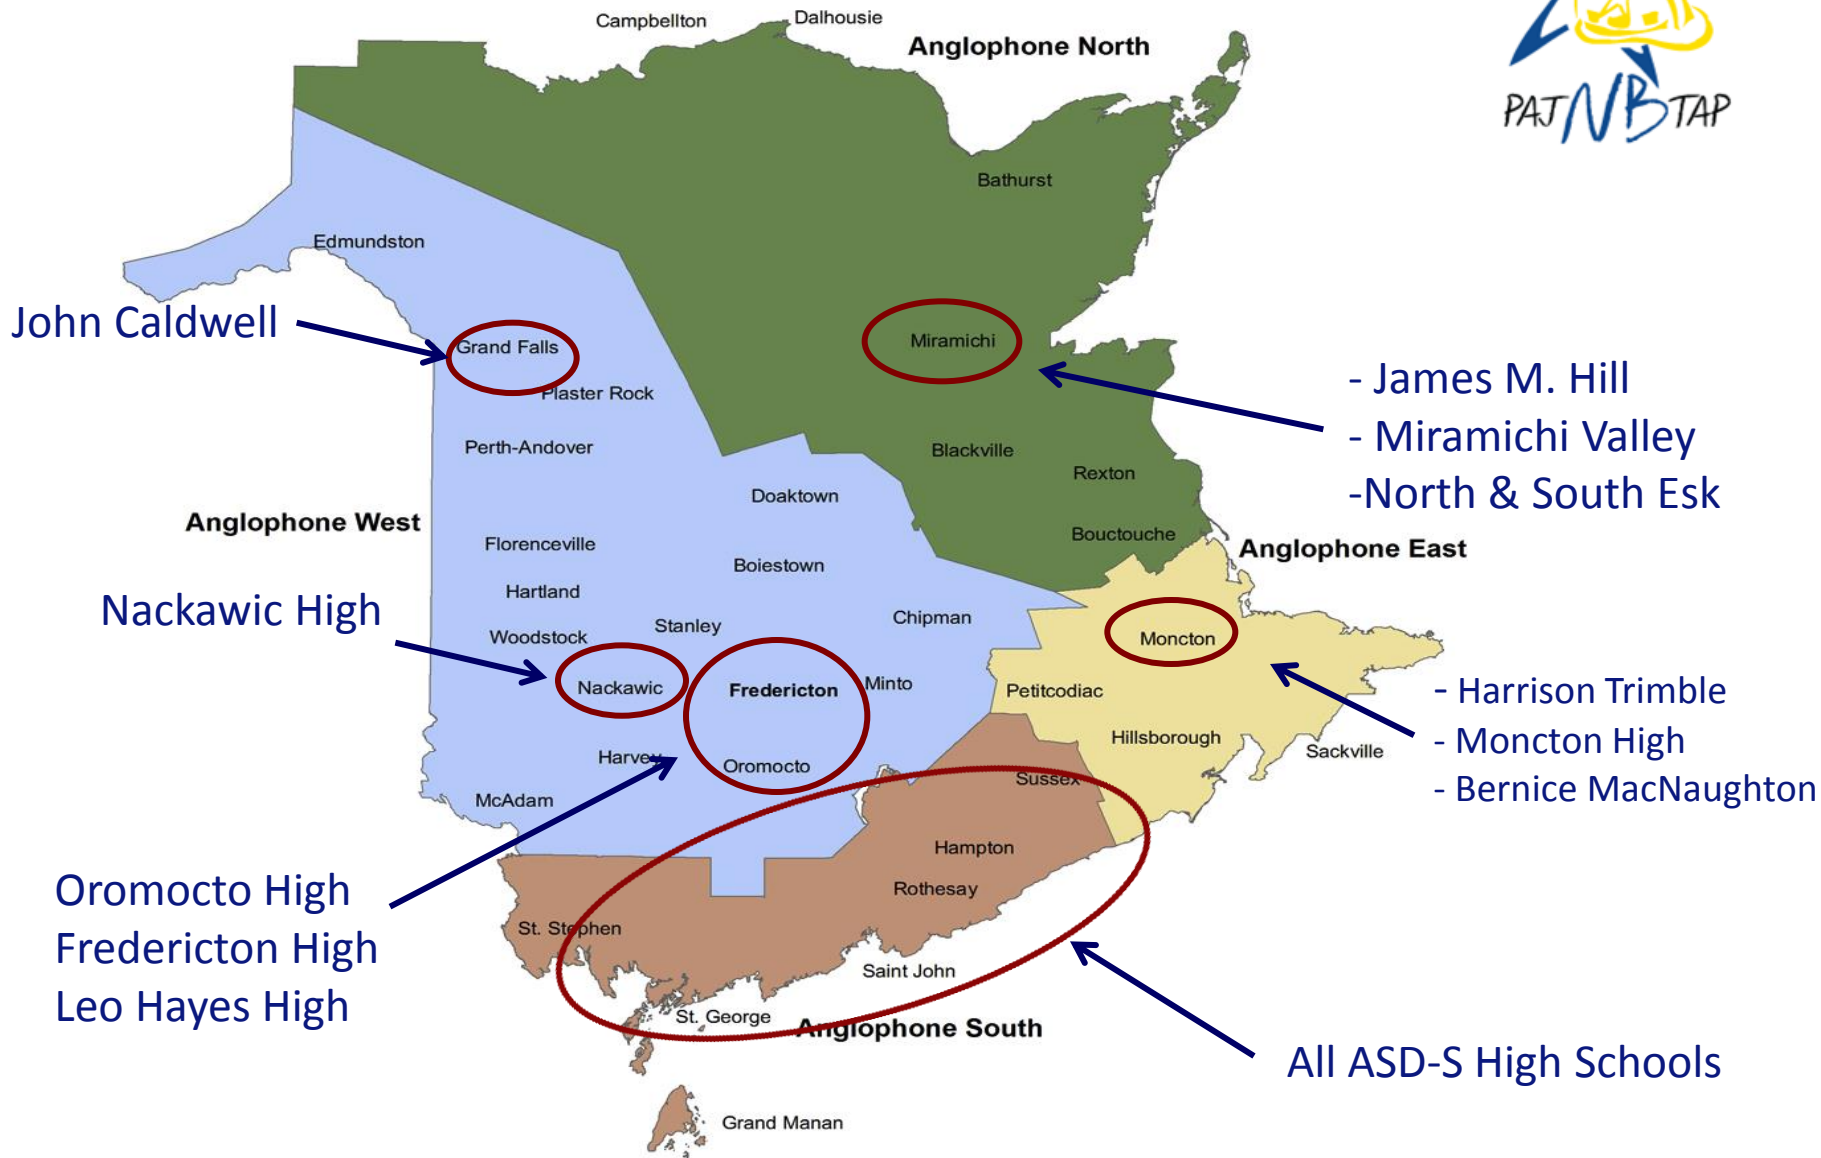 Campbellton
Dalhousie
Anglophone North
PAJ NB TAP
Bathurst
Edmundston
John Caldwell
Grand Falls
Miramichi
Plaster Rock
- James M. Hill
- Miramichi Valley
-North & South Esk
Perth-Andover
Blackville
Rexton
Doaktown
Anglophone West
Bouctouche
Florenceville
Anglophone East
Boiestown
Hartland
Nackawic High
Chipman
Stanley
Woodstock
Moncton
Nackawic
Fredericton
Minto
Petitcodiac
- Harrison Trimble
- Moncton High
- Bernice MacNaughton
Hillsborough
Sackville
Harvey
Oromocto
Sussex
McAdam
Hampton
Rothesay
Oromocto High
Fredericton High
Leo Hayes High
St. Stephen
Saint John
St. George
Anglophone South
All ASD-S High Schools
Grand Manan